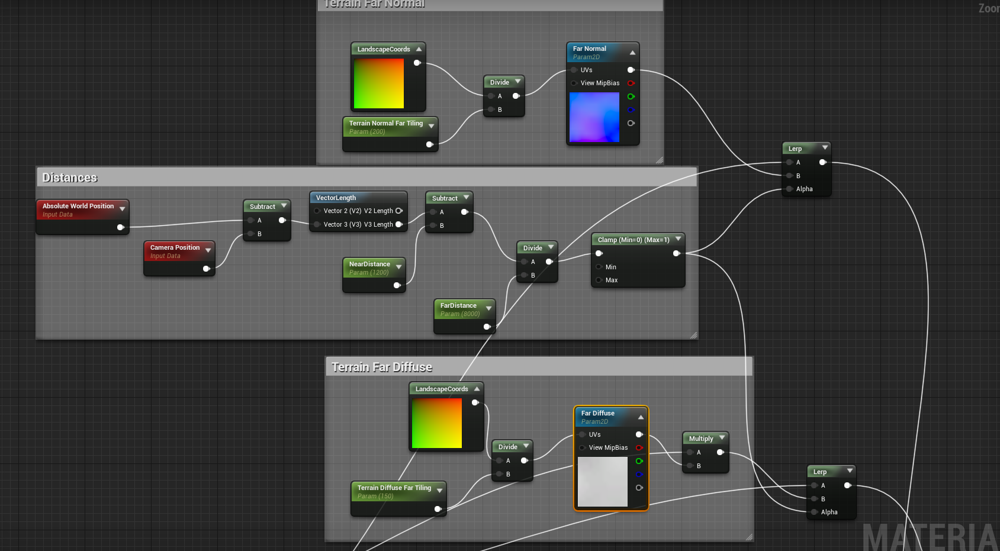 Terrain Far Normal
Zoo
LandscapeCoords
Far Normal
Param2D
UVs
View MipBias
Divide
A
B
Terrain Normal Far Tiling
Param (200)
Lerp
A
B
Alpha
Distances
Absolute World Position
Input Data
Subtract
A
B
VectorLength
Vector 2 (V2) V2 Length
Vector 3 (V3) V3 Length
Subtract
A
B
Camera Position
Input Data
NearDistance
Param (1200)
Divide
A
B
Clamp (Min=0) (Max=1)
Min
Max
FarDistance
Param (8000)
Terrain Far Diffuse
LandscapeCoords
Far Diffuse
Param2D
UVs
View MipBias
Divide
A
B
Multiply
A
B
Terrain Diffuse Far Tiling
Param (150)
Lerp
A
B
Alpha
MATERIA